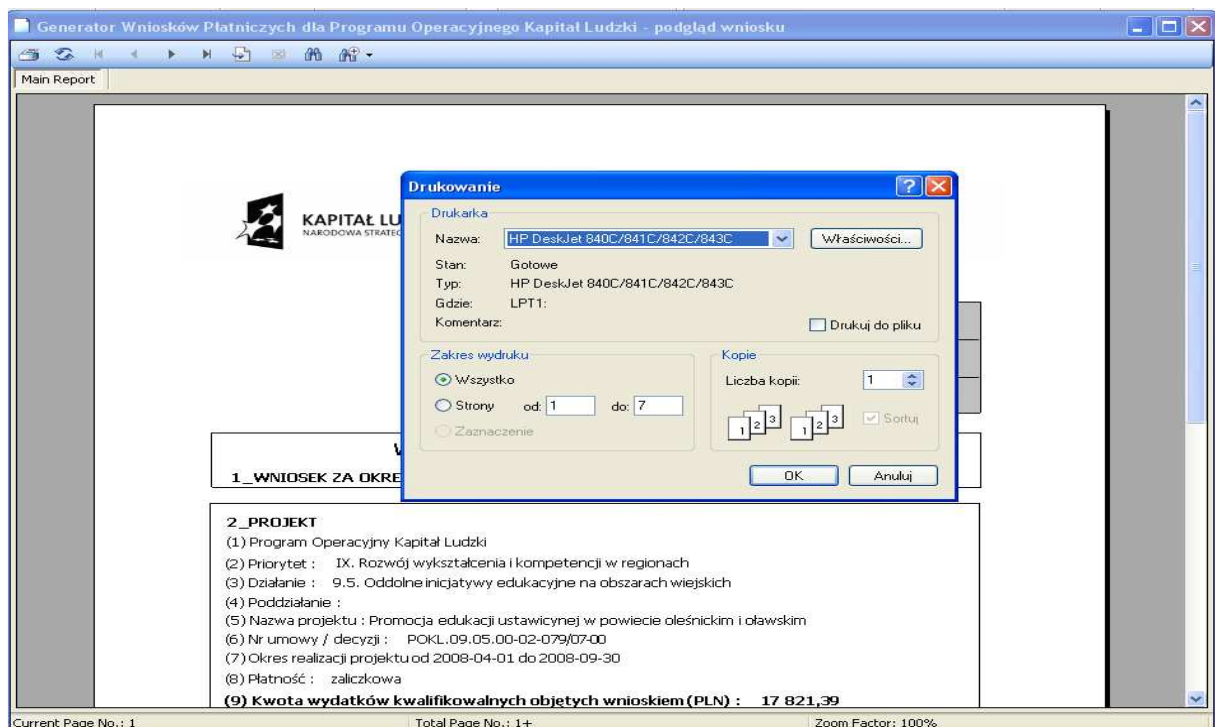 Generator Wniosków Płatniczych dla Programu Operacyjnego Kapitał Ludzki - podgląd wniosku
Main Report
KAPITAŁ LU
NARODOWA STRATEG
Drukowanie
Drukarka
Nazwa: HP DeskJet 840C/841C/842C/843C Właściwości...
Stan: Gotowe
Typ: HP DeskJet 840C/841C/842C/843C
Gdzie: LPT1:
Komentarz: Drukuj do pliku
Zakres wydruku Kopie
Wszystko Liczba kopii: 1
Strony od: 1 do: 7 1 2 3 1 2 3 Sortuj
Zaznaczenie
OK Anuluj
1_WNIOSEK ZA OKRE
2_PROJEKT
(1) Program Operacyjny Kapitał Ludzki
(2) Priorytet : IX. Rozwój wykształcenia i kompetencji w regionach
(3) Działanie : 9.5. Oddolne inicjatywy edukacyjne na obszarach wiejskich
(4) Poddziałanie :
(5) Nazwa projektu : Promocja edukacji ustawicznej w powiecie oleśnickim i oławskim
(6) Nr umowy / decyzji : POKL.09.05.00-02-079/07-00
(7) Okres realizacji projektu od 2008-04-01 do 2008-09-30
(8) Płatność : zaliczkowa
(9) Kwota wydatków kwalifikowalnych objętych wnioskiem (PLN) : 17 821,39
Current Page No.: 1 Total Page No.: 1+ Zoom Factor: 100%